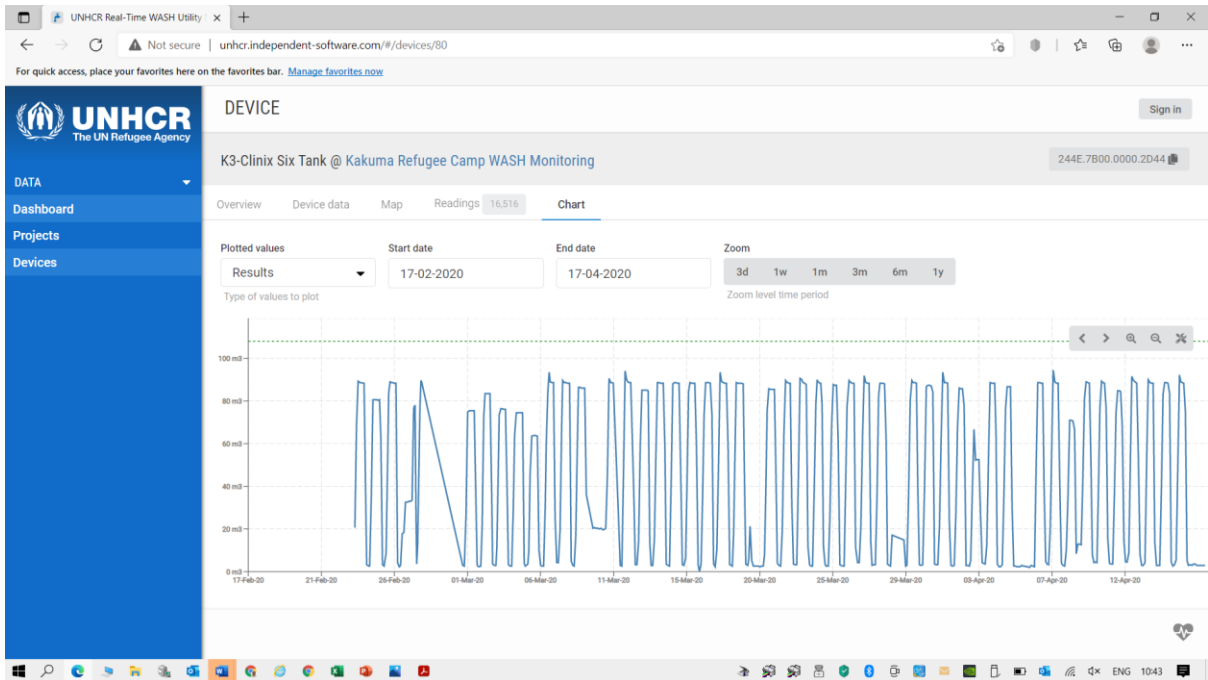 UNHCR Real-Time WASH Utility
Not secure | unhcr.independent-software.com/#/devices/80
For quick access, place your favorites here on the favorites bar. Manage favorites now
UNHCR
The UN Refugee Agency
DEVICE
Sign in
K3-Clinix Six Tank @ Kakuma Refugee Camp WASH Monitoring
244E.7B00.0000.2D44
DATA
Dashboard
Projects
Devices
Overview Device data Map Readings 16,516 Chart
Plotted values Start date End date Zoom
Results 17-02-2020 17-04-2020 3d 1w 1m 3m 6m 1y
Type of values to plot Zoom level time period
100 m3
80 m3
60 m3
40 m3
20 m3
0 m3
17-Feb-20 21-Feb-20 26-Feb-20 01-Mar-20 06-Mar-20 11-Mar-20 15-Mar-20 20-Mar-20 25-Mar-20 29-Mar-20 03-Apr-20 07-Apr-20 12-Apr-20
ENG 10:43